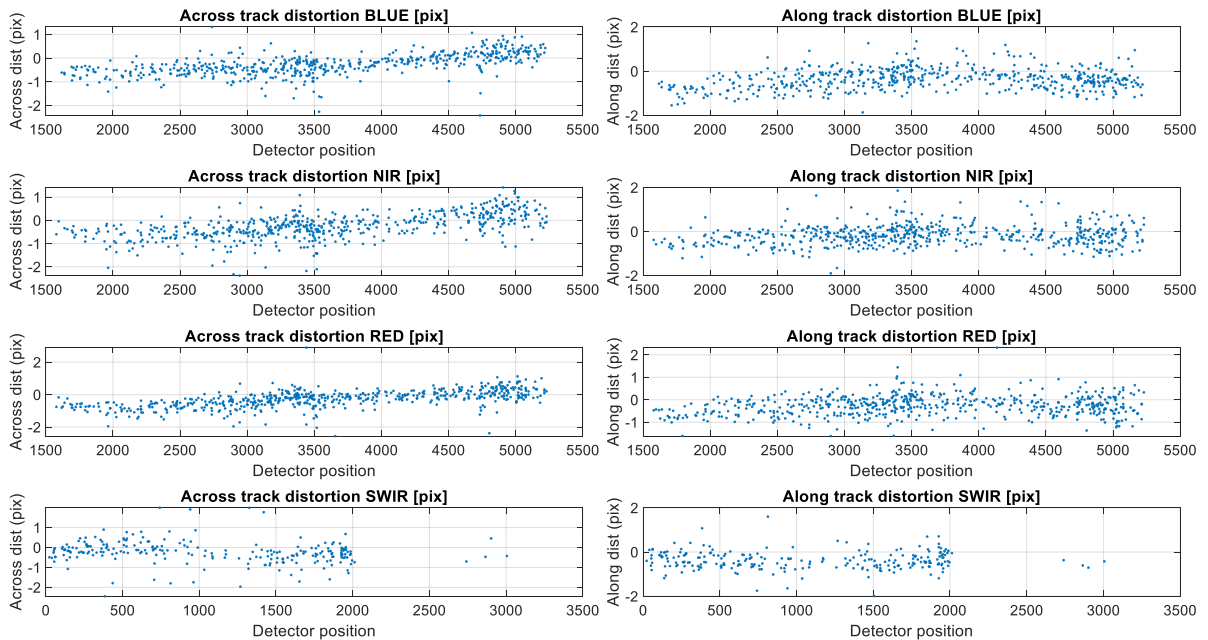 Across track distortion BLUE [pix]
Across dist (pix)
1
0
-1
-2
1500 2000 2500 3000 3500 4000 4500 5000 5500
Detector position
Along track distortion BLUE [pix]
Along dist (pix)
2
0
-2
1500 2000 2500 3000 3500 4000 4500 5000 5500
Detector position
Across track distortion NIR [pix]
Across dist (pix)
1
0
-1
-2
1500 2000 2500 3000 3500 4000 4500 5000 5500
Detector position
Along track distortion NIR [pix]
Along dist (pix)
2
0
-2
1500 2000 2500 3000 3500 4000 4500 5000 5500
Detector position
Across track distortion RED [pix]
Across dist (pix)
2
0
-2
1500 2000 2500 3000 3500 4000 4500 5000 5500
Detector position
Along track distortion RED [pix]
Along dist (pix)
2
1
0
-1
1500 2000 2500 3000 3500 4000 4500 5000 5500
Detector position
Across track distortion SWIR [pix]
Across dist (pix)
1
0
-1
-2
0 500 1000 1500 2000 2500 3000 3500
Detector position
Along track distortion SWIR [pix]
Along dist (pix)
2
0
-2
0 500 1000 1500 2000 2500 3000 3500
Detector position